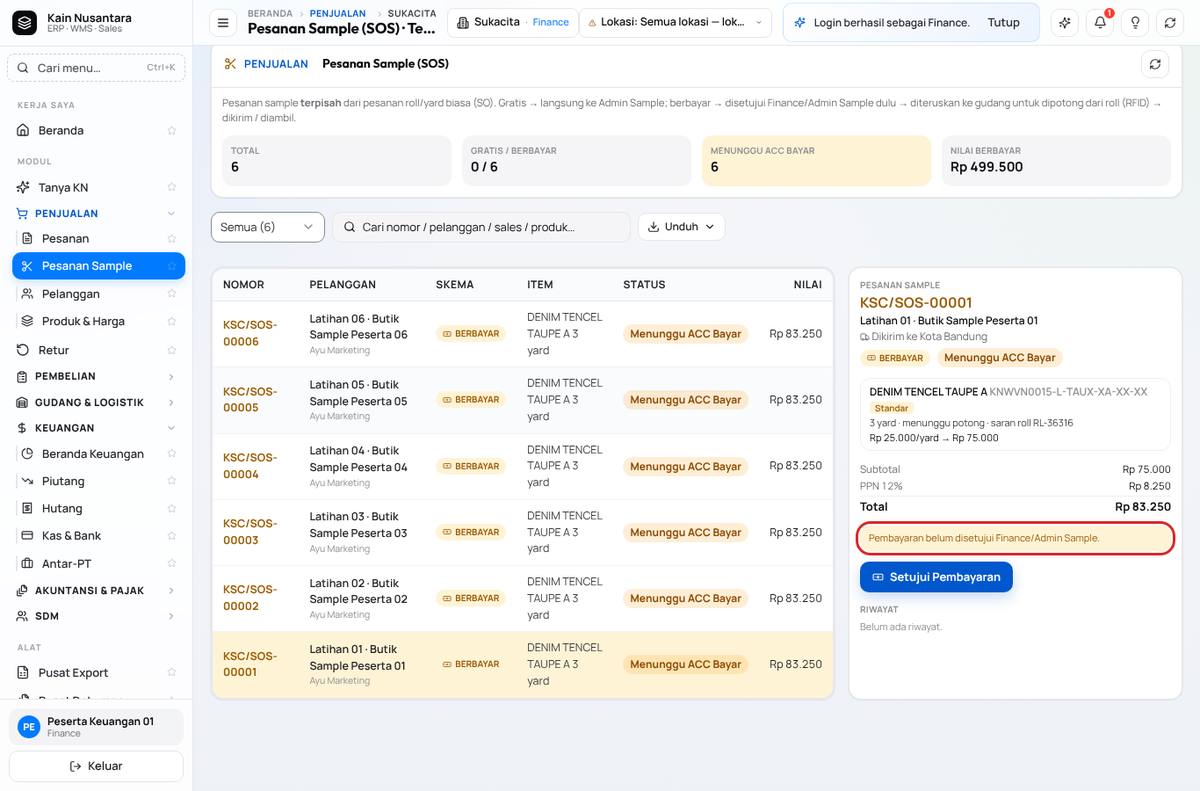 Kain Nusantara
ERP · WMS · Sales
Cari menu...
Ctrl+K
KERJA SAYA
Beranda
MODUL
Tanya KN
PENJUALAN
Pesanan
Pesanan Sample
Pelanggan
Produk & Harga
Retur
PEMBELIAN
GUDANG & LOGISTIK
KEUANGAN
Beranda Keuangan
Piutang
Hutang
Kas & Bank
Antar-PT
AKUNTANSI & PAJAK
SDM
ALAT
Pusat Export
PE
Peserta Keuangan 01
Finance
Keluar
BERANDA › PENJUALAN › SUKACITA
Pesanan Sample (SOS) · Te...
Sukacita · Finance
Lokasi: Semua lokasi — lok...
Login berhasil sebagai Finance. Tutup
1
PENJUALAN Pesanan Sample (SOS)
Pesanan sample terpisah dari pesanan roll/yard biasa (SO). Gratis → langsung ke Admin Sample; berbayar → disetujui Finance/Admin Sample dulu → diteruskan ke gudang untuk dipotong dari roll (RFID) →
dikirim / diambil.
TOTAL
6
GRATIS / BERBAYAR
0 / 6
MENUNGGU ACC BAYAR
6
NILAI BERBAYAR
Rp 499.500
Semua (6)
Cari nomor / pelanggan / sales / produk...
Unduh
NOMOR PELANGGAN SKEMA ITEM STATUS NILAI
KSC/SOS-
00006
Latihan 06 · Butik
Sample Peserta 06
Ayu Marketing
BERBAYAR
DENIM TENCEL
TAUPE A 3
yard
Menunggu ACC Bayar
Rp 83.250
KSC/SOS-
00005
Latihan 05 · Butik
Sample Peserta 05
Ayu Marketing
BERBAYAR
DENIM TENCEL
TAUPE A 3
yard
Menunggu ACC Bayar
Rp 83.250
KSC/SOS-
00004
Latihan 04 · Butik
Sample Peserta 04
Ayu Marketing
BERBAYAR
DENIM TENCEL
TAUPE A 3
yard
Menunggu ACC Bayar
Rp 83.250
KSC/SOS-
00003
Latihan 03 · Butik
Sample Peserta 03
Ayu Marketing
BERBAYAR
DENIM TENCEL
TAUPE A 3
yard
Menunggu ACC Bayar
Rp 83.250
KSC/SOS-
00002
Latihan 02 · Butik
Sample Peserta 02
Ayu Marketing
BERBAYAR
DENIM TENCEL
TAUPE A 3
yard
Menunggu ACC Bayar
Rp 83.250
KSC/SOS-
00001
Latihan 01 · Butik
Sample Peserta 01
Ayu Marketing
BERBAYAR
DENIM TENCEL
TAUPE A 3
yard
Menunggu ACC Bayar
Rp 83.250
PESANAN SAMPLE
KSC/SOS-00001
Latihan 01 · Butik Sample Peserta 01
Dikirim ke Kota Bandung
BERBAYAR Menunggu ACC Bayar
DENIM TENCEL TAUPE A KNWVN0015-L-TAUX-XA-XX-XX
Standar
3 yard · menunggu potong · saran roll RL-36316
Rp 25.000/yard → Rp 75.000
Subtotal Rp 75.000
PPN 12% Rp 8.250
Total Rp 83.250
Pembayaran belum disetujui Finance/Admin Sample.
Setujui Pembayaran
RIWAYAT
Belum ada riwayat.